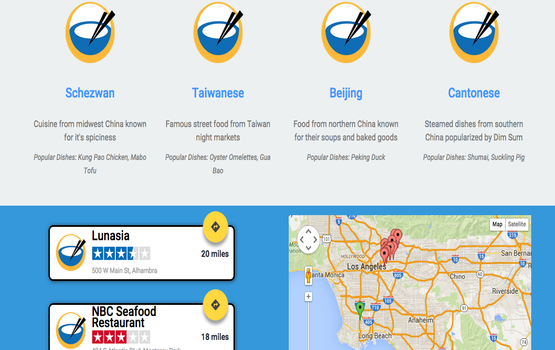 Schezwan
Cuisine from midwest China known
for it's spiciness
Popular Dishes: Kung Pao Chicken, Mabo
Tofu
Taiwanese
Famous street food from Taiwan
night markets
Popular Dishes: Oyster Omelettes, Gua
Bao
Beijing
Food from northern China known
for their soups and baked goods
Popular Dishes: Peking Duck
Cantonese
Steamed dishes from southern
China popularized by Dim Sum
Popular Dishes: Shumai, Suckling Pig
Lunasia
500 W Main St, Alhambra
20 miles
NBC Seafood
Restaurant
18 miles
Map Satellite
HOLLYWOOD
Los Angeles
Santa Monica
San Bernar
Chino
Riverside
Anaheim
Long Beach